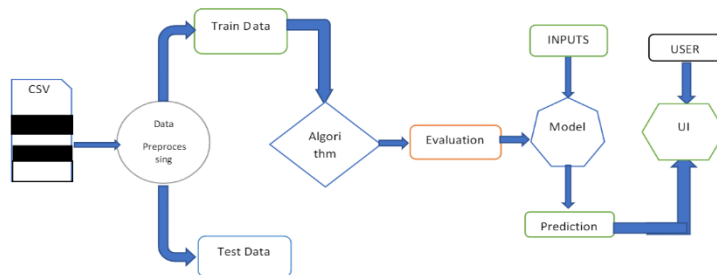 CSV
Data
Preproces
sing
Train Data
Test Data
Algori
thm
Evaluation
INPUTS
Model
Prediction
USER
UI